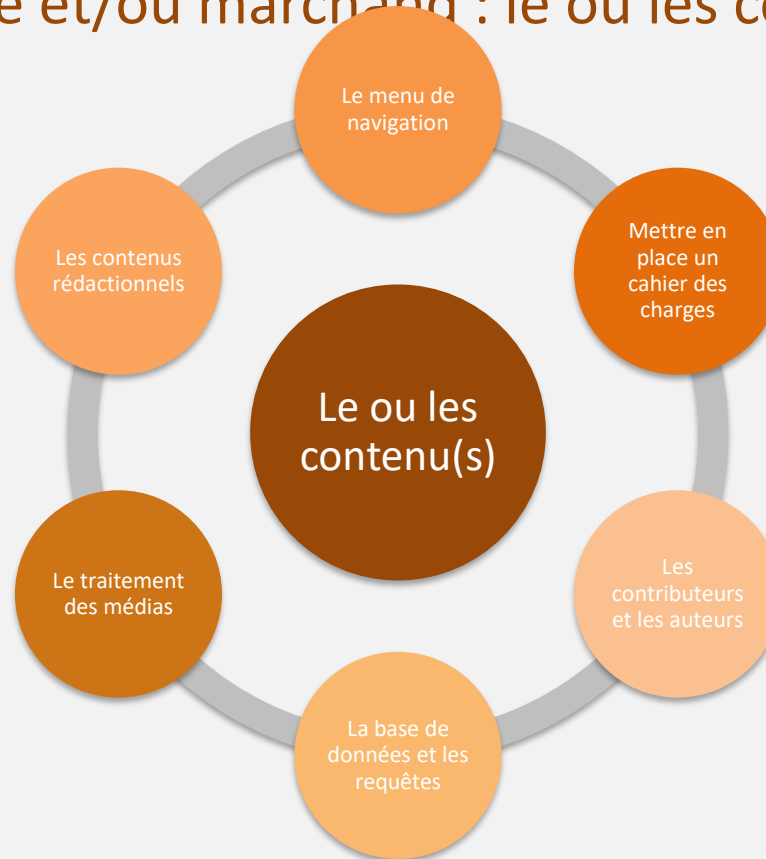 et/ou marchand : le ou les
Le menu de
navigation
Mettre en
place un
cahier des
charges
Les
contributeurs
et les auteurs
La base de
données et les
requêtes
Le traitement
des médias
Les contenus
rédactionnels
Le ou les
contenu(s)